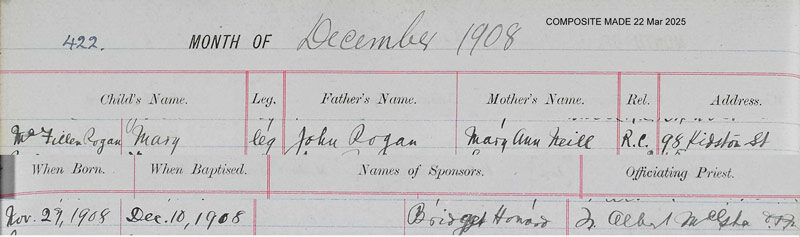 COMPOSITE MADE 22 Mar 2025
422. MONTH OF December 1908
Child's Name. Leg. Father's Name. Mother's Name. Rel. Address.
Rogan Mary leg John Rogan Mary Ann Neill R.C. 98 Kidston St
When Born. When Baptised. Names of Sponsors. Officiating Priest.
Nov. 29, 1908 Dec. 10, 1908 Bridget Howard Albert